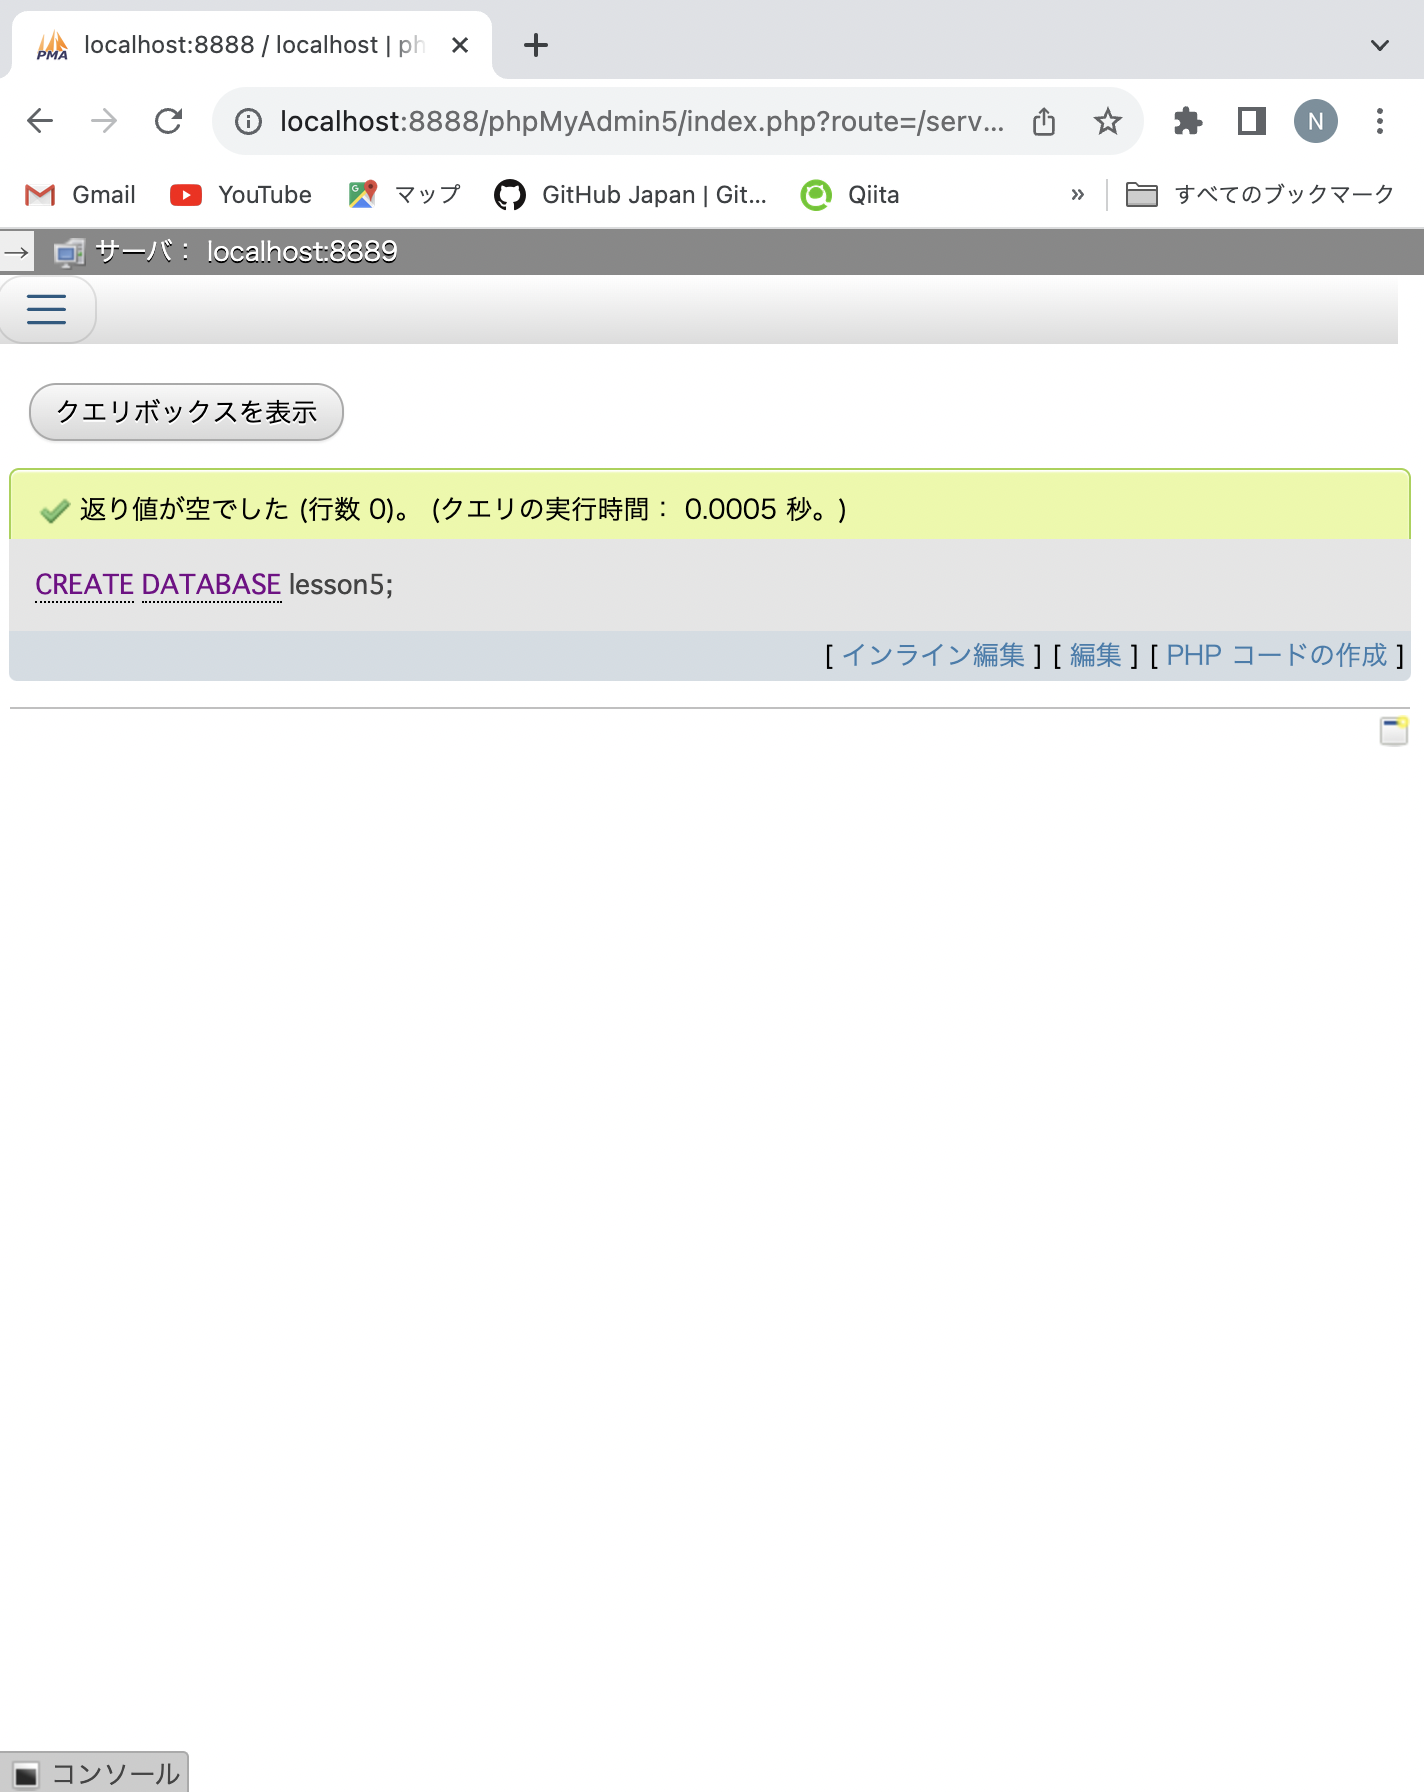 PMA localhost:8888 / localhost | ph
localhost:8888/phpMyAdmin5/index.php?route=/serv...
N
Gmail YouTube マップ GitHub Japan | Git... Qiita » すべてのブックマーク
→ サーバ: localhost:8889
クエリボックスを表示
返り値が空でした (行数 0)。 (クエリの実行時間: 0.0005 秒。)
CREATE DATABASE lesson5;
[ インライン編集 ] [ 編集 ] [ PHP コードの作成 ]
コンソール